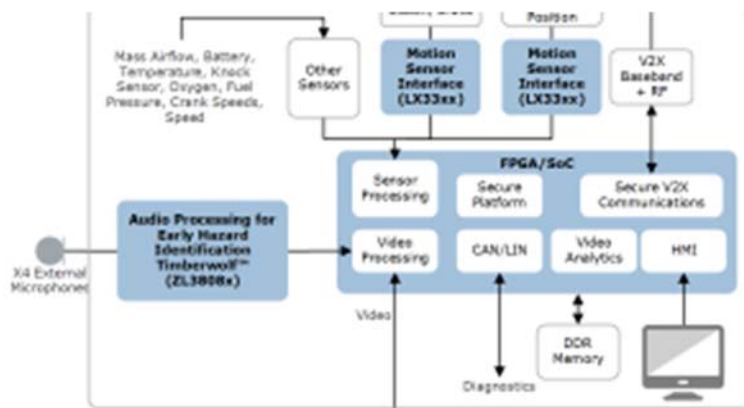 Position
Mass Airflow, Battery,
Temperature, Knock
Sensor, Oxygen, Fuel
Pressure, Crank Speeds,
Speed
Other
Sensors
Motion
Sensor
Interface
(LX33xx)
Motion
Sensor
Interface
(LX33xx)
V2X
Baseband
+ RF
FPGA/SoC
Sensor
Processing
Secure
Platform
Secure V2X
Communications
Audio Processing for
Early Hazard
Identification
Timberwolf™
(ZL3808x)
Video
Processing
CAN/LIN
Video
Analytics
HMI
X4 External
Microphones
Video
DDR
Memory
Diagnostics